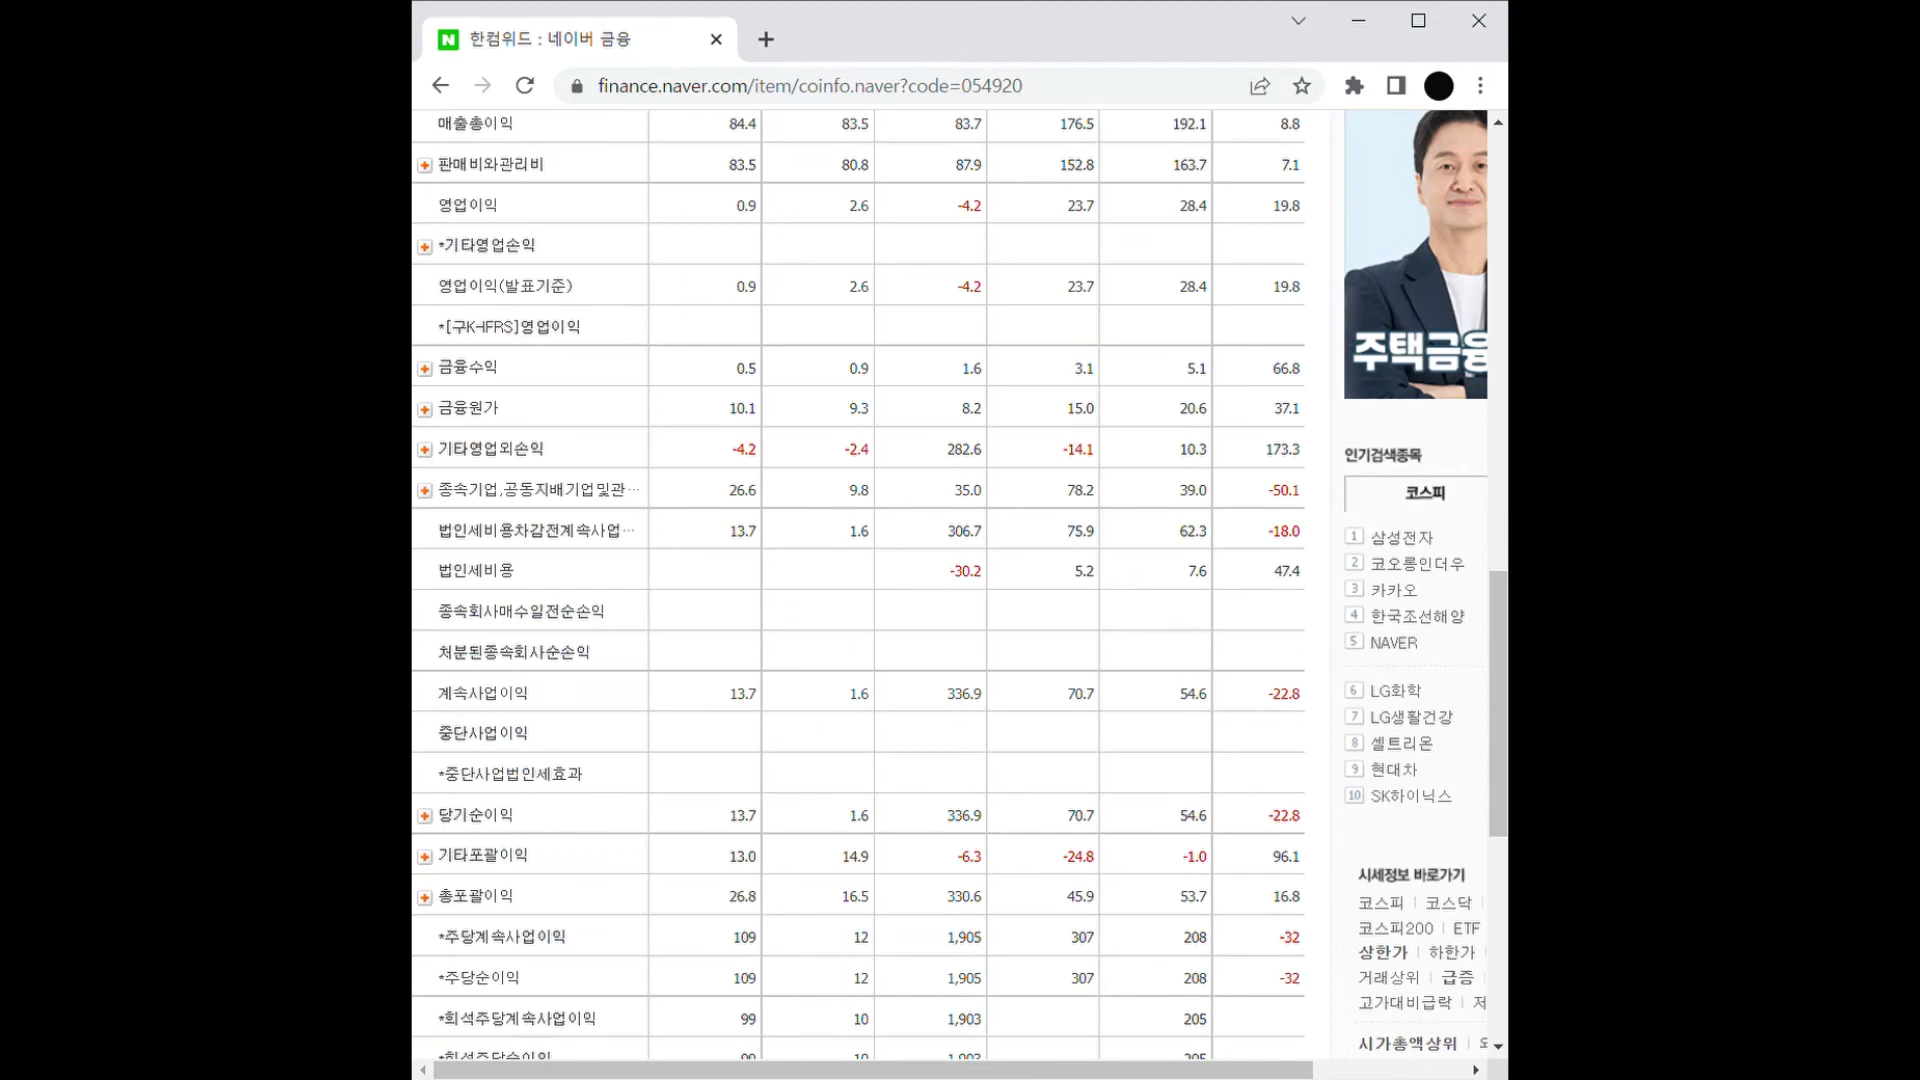 한컴위드 : 네이버 금융
finance.naver.com/item/coinfo.naver?code=054920
매출총이익 84.4 83.5 83.7 176.5 192.1 8.8
판매비와관리비 83.5 80.8 87.9 152.8 163.7 7.1
영업이익 0.9 2.6 -4.2 23.7 28.4 19.8
*기타영업손익
영업이익(발표기준) 0.9 2.6 -4.2 23.7 28.4 19.8
*[구K-IFRS]영업이익
금융수익 0.5 0.9 1.6 3.1 5.1 66.8
금융원가 10.1 9.3 8.2 15.0 20.6 37.1
기타영업외손익 -4.2 -2.4 282.6 -14.1 10.3 173.3
종속기업,공동지배기업및관… 26.6 9.8 35.0 78.2 39.0 -50.1
법인세비용차감전계속사업… 13.7 1.6 306.7 75.9 62.3 -18.0
법인세비용 -30.2 5.2 7.6 47.4
종속회사매수일전순손익
처분된종속회사순손익
계속사업이익 13.7 1.6 336.9 70.7 54.6 -22.8
중단사업이익
*중단사업법인세효과
당기순이익 13.7 1.6 336.9 70.7 54.6 -22.8
기타포괄이익 13.0 14.9 -6.3 -24.8 -1.0 96.1
총포괄이익 26.8 16.5 330.6 45.9 53.7 16.8
*주당계속사업이익 109 12 1,905 307 208 -32
*주당순이익 109 12 1,905 307 208 -32
*희석주당계속사업이익 99 10 1,903 205
*희석주당순이익 99 10 1,903 205
주택금융
인기검색종목
코스피
1 삼성전자
2 코오롱인더우
3 카카오
4 한국조선해양
5 NAVER
6 LG화학
7 LG생활건강
8 셀트리온
9 현대차
10 SK하이닉스
시세정보 바로가기
코스피 | 코스닥 |
코스피200 | ETF
상한가 | 하한가
거래상위 | 급증
고가대비급락 | 저
시가총액상위 |